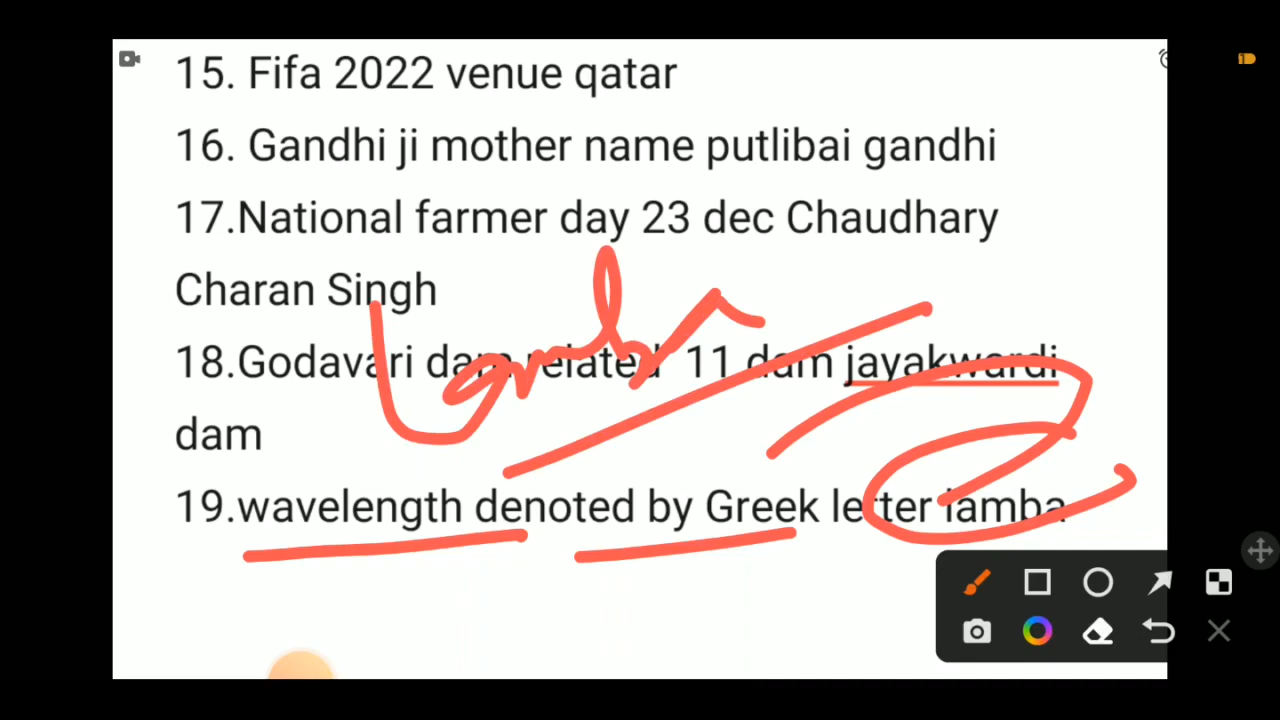 15. Fifa 2022 venue qatar
16. Gandhi ji mother name putlibai gandhi
17.National farmer day 23 dec Chaudhary
Charan Singh
18.Godavari dam related 11 dam jayakwardi
dam
19.wavelength denoted by Greek letter lamba